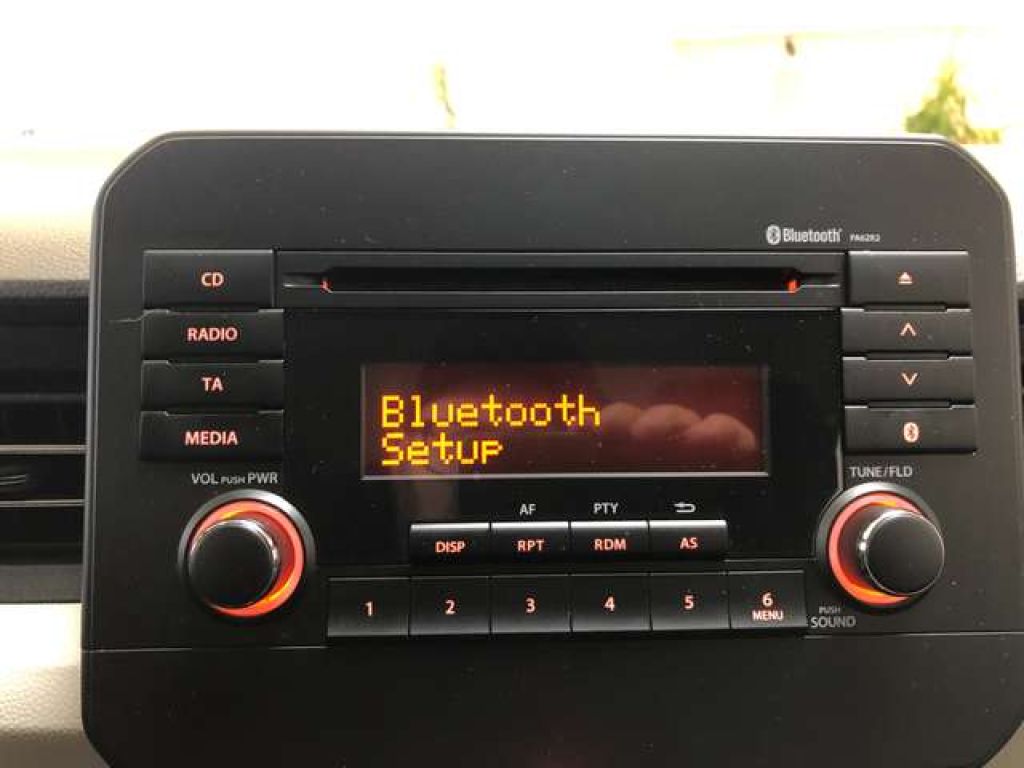 Bluetooth PA62R2
CD
RADIO
TA
MEDIA
Bluetooth
Setup
VOL PUSH PWR
TUNE/FLD
AF PTY
DISP RPT RDM AS
1 2 3 4 5 6
MENU
PUSH
SOUND